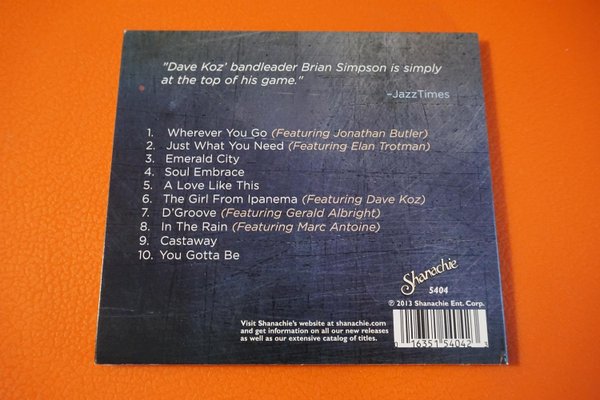 "Dave Koz' bandleader Brian Simpson is simply
at the top of his game."
–JazzTimes
1. Wherever You Go (Featuring Jonathan Butler)
2. Just What You Need (Featuring Elan Trotman)
3. Emerald City
4. Soul Embrace
5. A Love Like This
6. The Girl From Ipanema (Featuring Dave Koz)
7. D'Groove (Featuring Gerald Albright)
8. In The Rain (Featuring Marc Antoine)
9. Castaway
10. You Gotta Be
Shanachie
5404
℗ 2013 Shanachie Ent. Corp.
Visit Shanachie's website at shanachie.com
and get information on all our new releases
as well as our extensive catalog of titles.
0 16351 54042 3